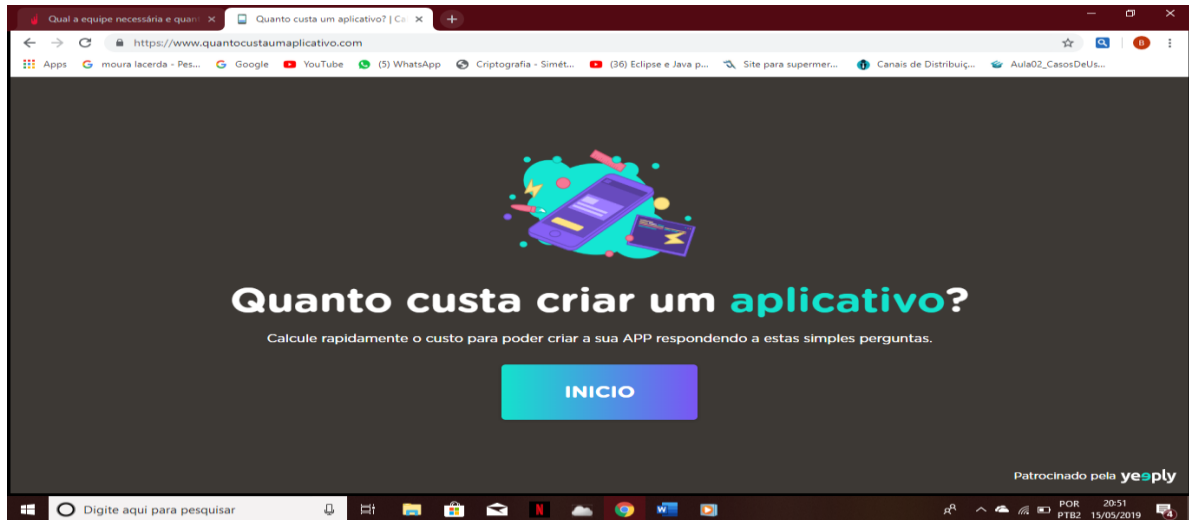 Qual a equipe necessária e quan
Quanto custa um aplicativo? | Ca
https://www.quantocustaumaplicativo.com
B
Apps
moura lacerda - Pes...
Google
YouTube
(5) WhatsApp
Criptografia - Simét...
(36) Eclipse e Java p...
Site para supermer...
Canais de Distribuiç...
Aula02_CasosDeUs...
Quanto custa criar um aplicativo?
Calcule rapidamente o custo para poder criar a sua APP respondendo a estas simples perguntas.
INICIO
Patrocinado pela yeeply
Digite aqui para pesquisar
N
POR
PTB2
20:51
15/05/2019
4